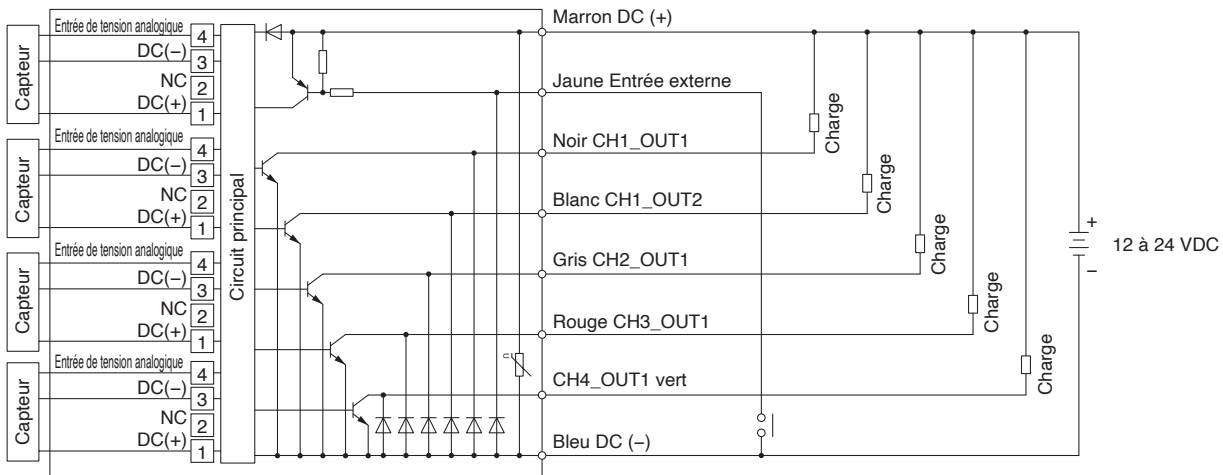 Capteur
Entrée de tension analogique 4
DC(−) 3
NC 2
DC(+) 1
Capteur
Entrée de tension analogique 4
DC(−) 3
NC 2
DC(+) 1
Capteur
Entrée de tension analogique 4
DC(−) 3
NC 2
DC(+) 1
Capteur
Entrée de tension analogique 4
DC(−) 3
NC 2
DC(+) 1
Circuit principal
Marron DC (+)
Jaune Entrée externe
Noir CH1_OUT1
Blanc CH1_OUT2
Gris CH2_OUT1
Rouge CH3_OUT1
CH4_OUT1 vert
Bleu DC (−)
Charge
Charge
Charge
Charge
Charge
+
12 à 24 VDC
−